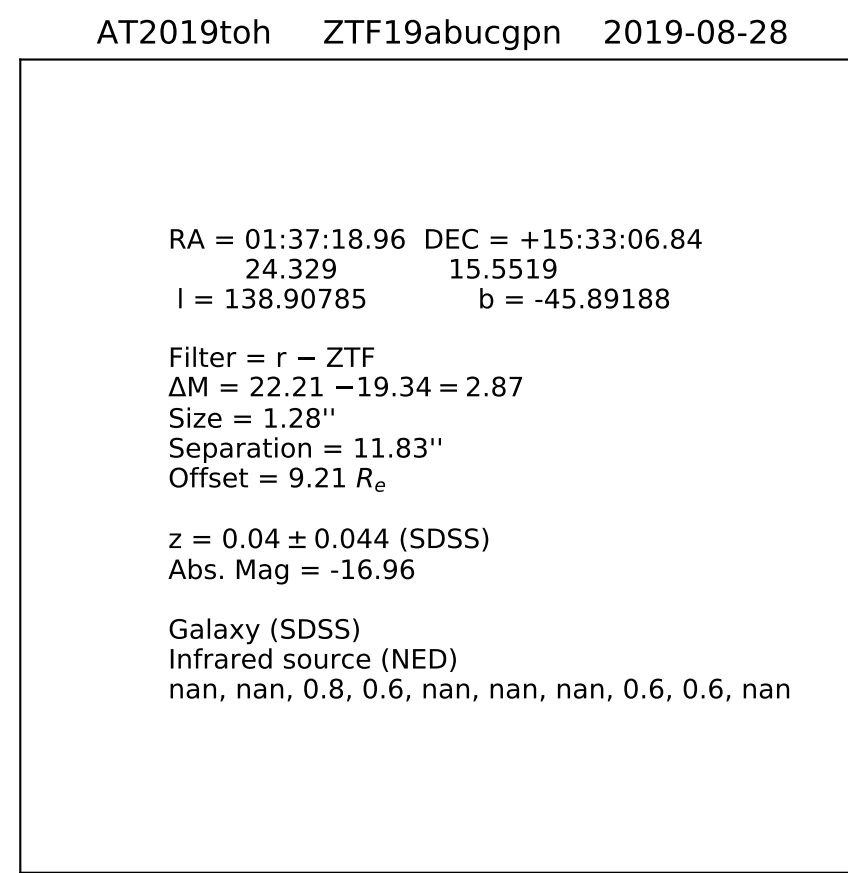 AT2019toh ZTF19abucgpn 2019-08-28
RA = 01:37:18.96 DEC = +15:33:06.84
24.329 15.5519
l = 138.90785 b = -45.89188
Filter = r − ZTF
ΔM = 22.21 −19.34 = 2.87
Size = 1.28''
Separation = 11.83''
Offset = 9.21 Re
z = 0.04 ± 0.044 (SDSS)
Abs. Mag = -16.96
Galaxy (SDSS)
Infrared source (NED)
nan, nan, 0.8, 0.6, nan, nan, nan, 0.6, 0.6, nan